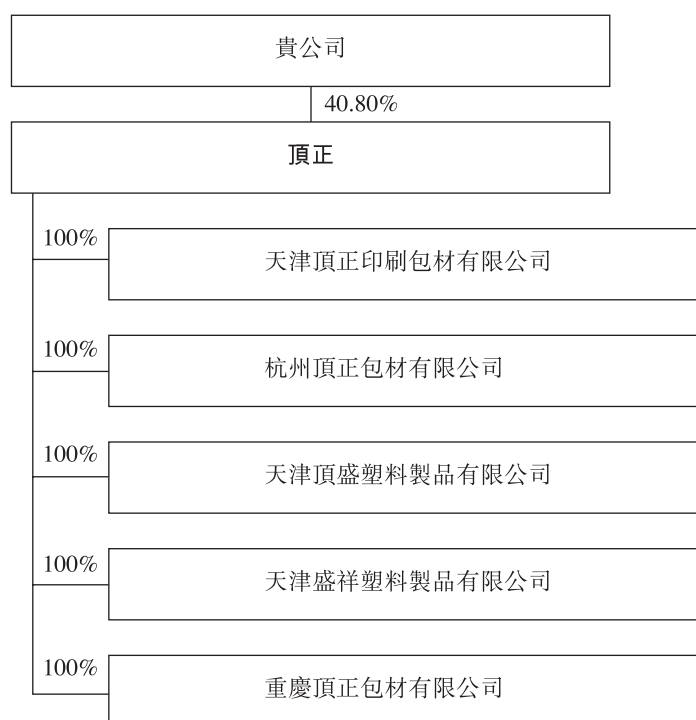 貴公司
40.80%
頂正
100%
天津頂正印刷包材有限公司
100%
杭州頂正包材有限公司
100%
天津頂盛塑料製品有限公司
100%
天津盛祥塑料製品有限公司
100%
重慶頂正包材有限公司